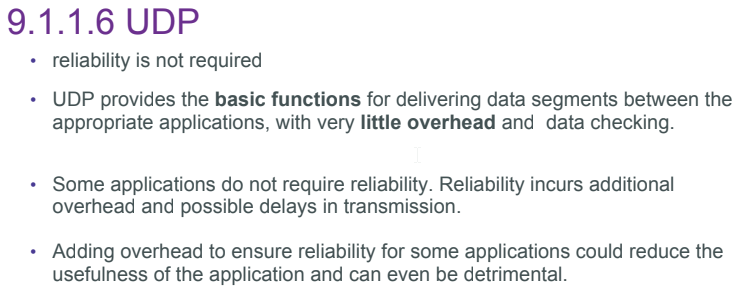 9.1.1.6 UDP
• reliability is not required
• UDP provides the basic functions for delivering data segments between the
appropriate applications, with very little overhead and data checking.
• Some applications do not require reliability. Reliability incurs additional
overhead and possible delays in transmission.
• Adding overhead to ensure reliability for some applications could reduce the
usefulness of the application and can even be detrimental.